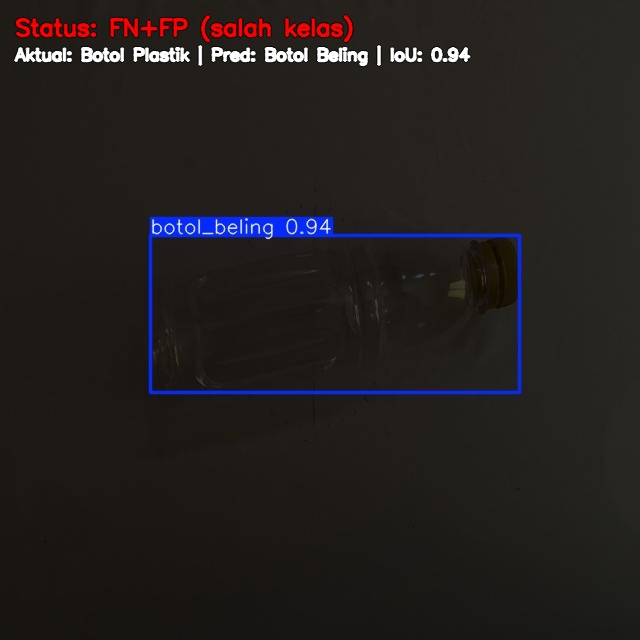 Status: FN+FP (salah kelas)
Aktual: Botol Plastik | Pred: Botol Beling | IoU: 0.94
botol_beling 0.94